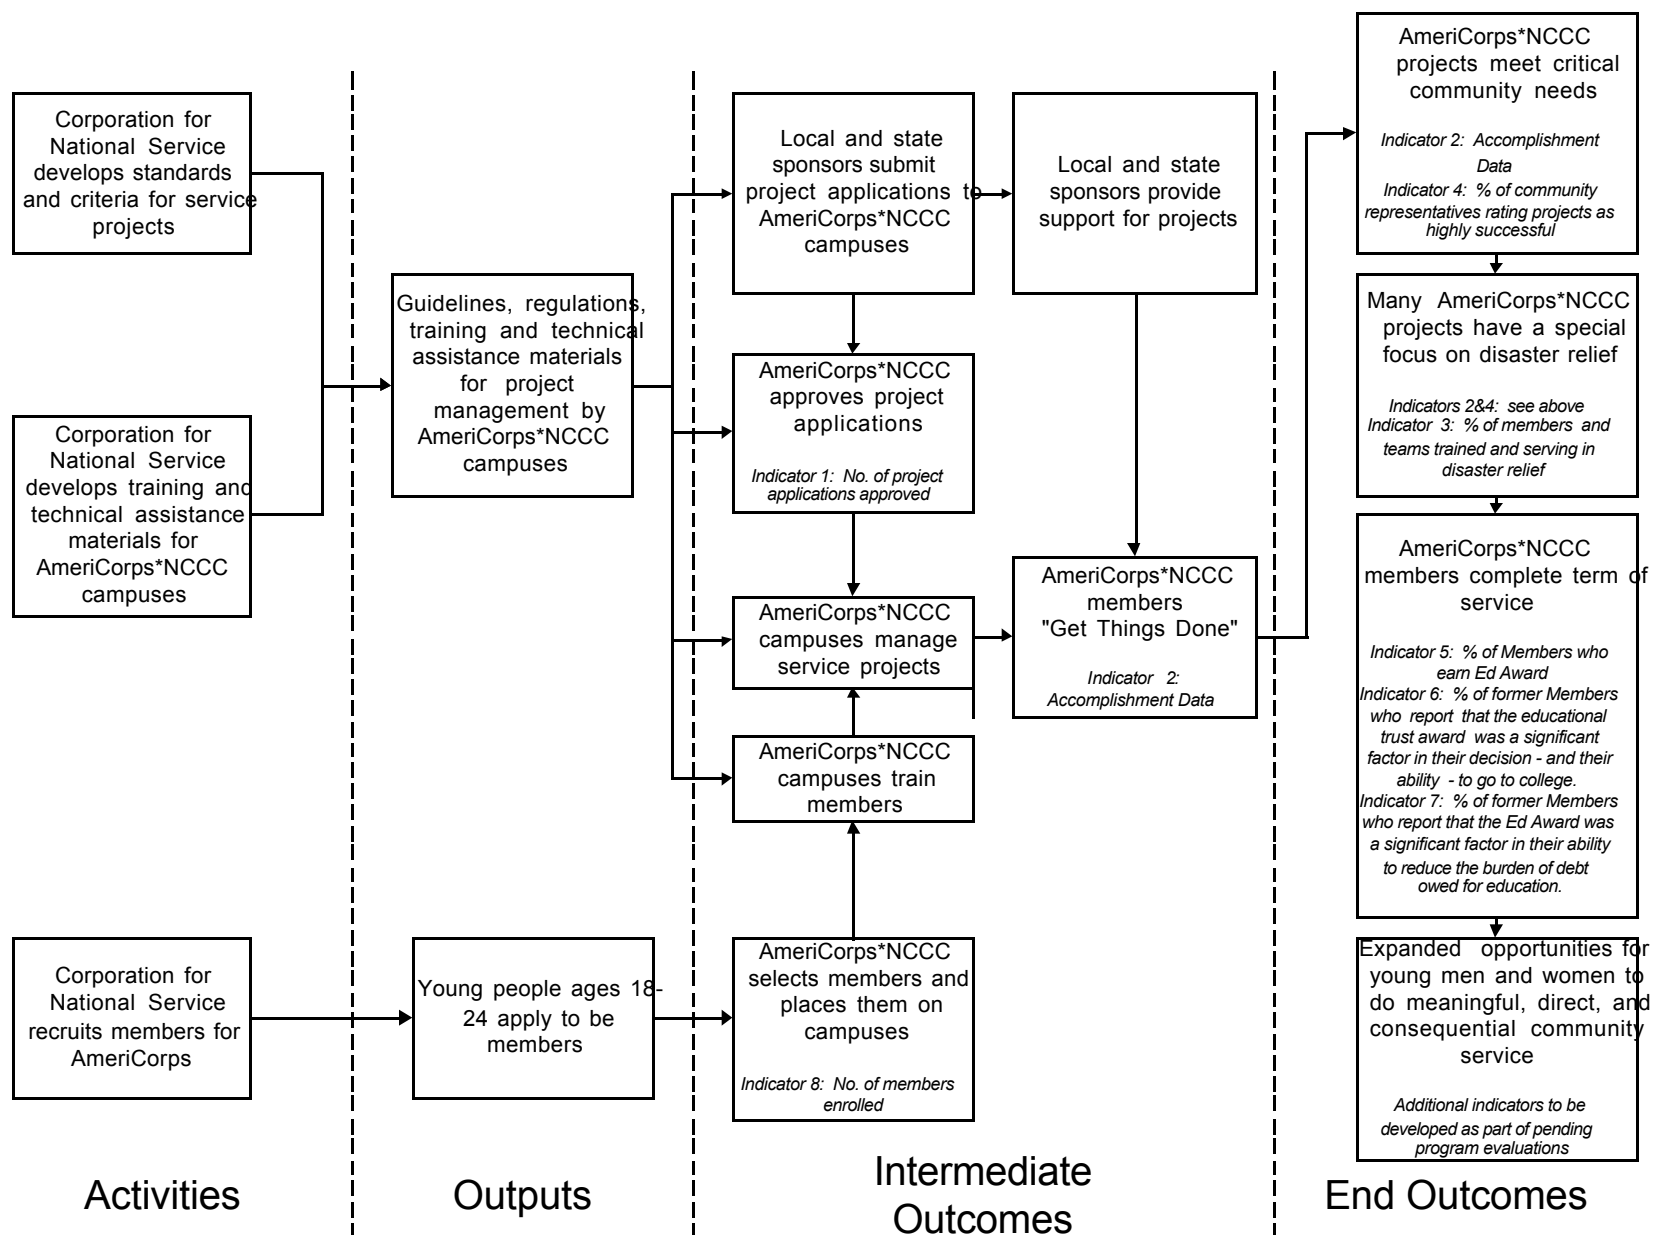 Corporation for
National Service
develops standards
and criteria for service
projects
Corporation for
National Service
develops training and
technical assistance
materials for
AmeriCorps*NCCC
campuses
Corporation for
National Service
recruits members for
AmeriCorps
Activities
Guidelines, regulations,
training and technical
assistance materials
for project
management by
AmeriCorps*NCCC
campuses
Young people ages 18-
24 apply to be
members
Outputs
Local and state
sponsors submit
project applications to
AmeriCorps*NCCC
campuses
AmeriCorps*NCCC
approves project
applications
Indicator 1: No. of project
applications approved
AmeriCorps*NCCC
campuses manage
service projects
AmeriCorps*NCCC
campuses train
members
AmeriCorps*NCCC
selects members and
places them on
campuses
Indicator 8: No. of members
enrolled
Local and state
sponsors provide
support for projects
AmeriCorps*NCCC
members
"Get Things Done"
Indicator 2:
Accomplishment Data
Intermediate
Outcomes
AmeriCorps*NCCC
projects meet critical
community needs
Indicator 2: Accomplishment
Data
Indicator 4: % of community
representatives rating projects as
highly successful
Many AmeriCorps*NCCC
projects have a special
focus on disaster relief
Indicators 2&4: see above
Indicator 3: % of members and
teams trained and serving in
disaster relief
AmeriCorps*NCCC
members complete term of
service
Indicator 5: % of Members who
earn Ed Award
Indicator 6: % of former Members
who report that the educational
trust award was a significant
factor in their decision - and their
ability - to go to college.
Indicator 7: % of former Members
who report that the Ed Award was
a significant factor in their ability
to reduce the burden of debt
owed for education.
Expanded opportunities for
young men and women to
do meaningful, direct, and
consequential community
service
Additional indicators to be
developed as part of pending
program evaluations
End Outcomes